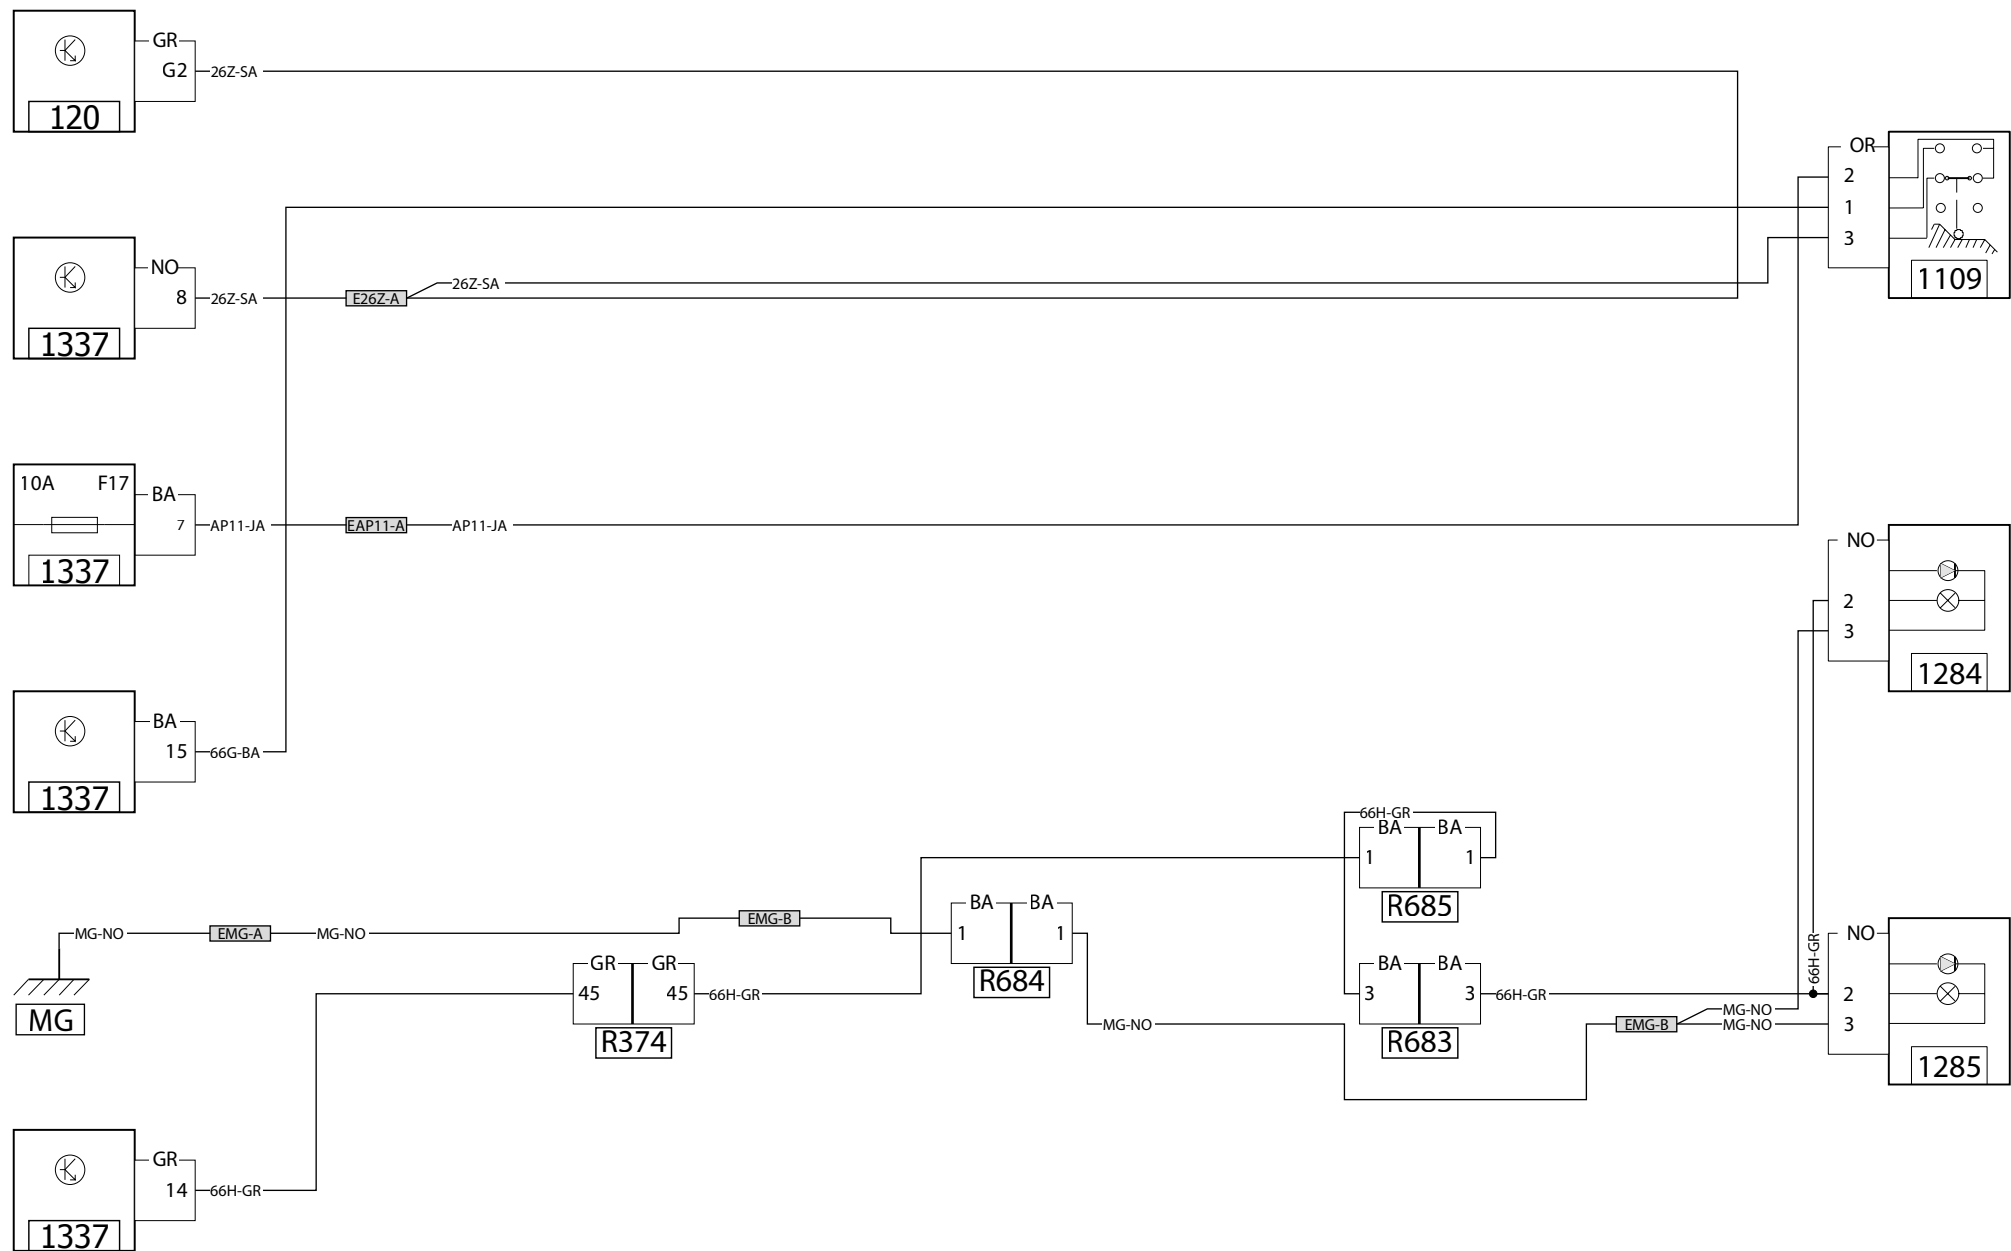 GR
G2
26Z-SA
120
OR
2
1
3
1109
NO
8
26Z-SA
E26Z-A
26Z-SA
1337
10A F17
BA
7
AP11-JA
EAP11-A
AP11-JA
1337
NO
2
3
1284
BA
15
66G-BA
1337
66H-GR
BA BA
1 1
R685
MG-NO
EMG-A
MG-NO
EMG-B
BA BA
1 1
R684
MG
GR GR
45 45
66H-GR
R374
MG-NO
BA BA
3 3
66H-GR
R683
66H-GR
EMG-B
MG-NO
MG-NO
NO
2
3
1285
GR
14
66H-GR
1337